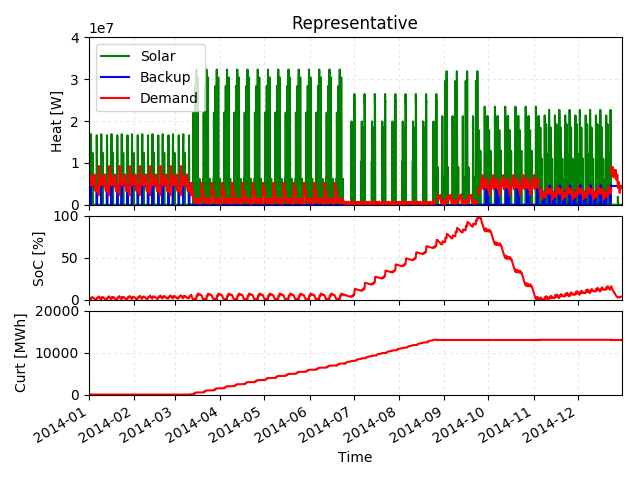 Representative
1e7
4
3
2
1
0
Heat [W]
Solar
Backup
Demand
100
50
0
SoC [%]
20000
10000
0
Curt [MWh]
2014-01
2014-02
2014-03
2014-04
2014-05
2014-06
2014-07
2014-08
2014-09
2014-10
2014-11
2014-12
Time